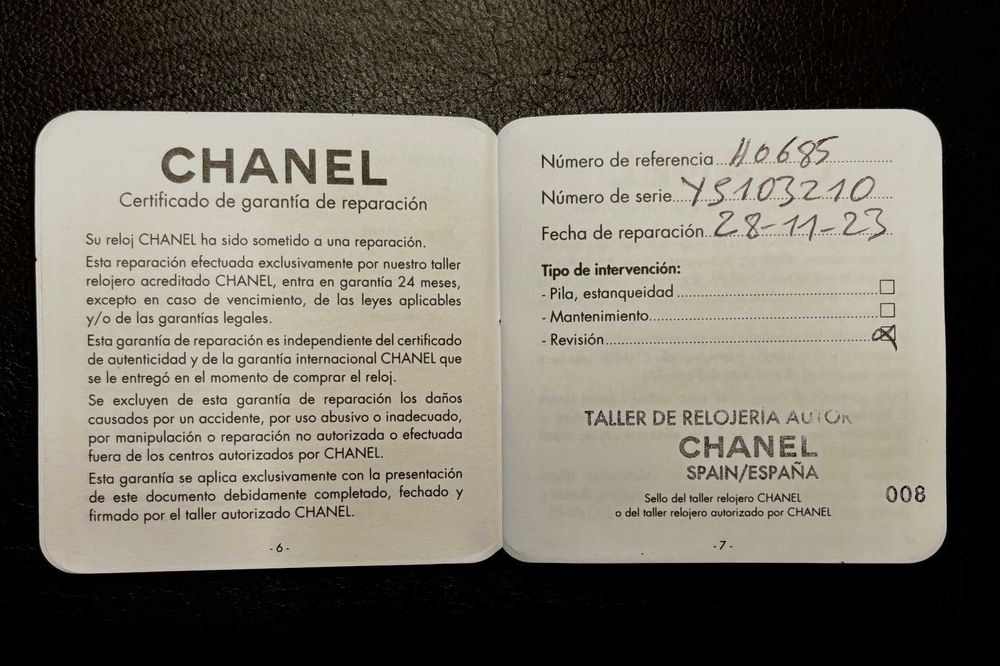 CHANEL
Certificado de garantía de reparación
Su reloj CHANEL ha sido sometido a una reparación.
Esta reparación efectuada exclusivamente por nuestro taller
relojero acreditado CHANEL, entra en garantía 24 meses,
excepto en caso de vencimiento, de las leyes aplicables
y/o de las garantías legales.
Esta garantía de reparación es independiente del certificado
de autenticidad y de la garantía internacional CHANEL que
se le entregó en el momento de comprar el reloj.
Se excluyen de esta garantía de reparación los daños
causados por un accidente, por uso abusivo o inadecuado,
por manipulación o reparación no autorizada o efectuada
fuera de los centros autorizados por CHANEL.
Esta garantía se aplica exclusivamente con la presentación
de este documento debidamente completado, fechado y
firmado por el taller autorizado CHANEL.
- 6 -
Número de referencia...H0685
Número de serie...YS103210
Fecha de reparación...28-11-23
Tipo de intervención:
- Pila, estanqueidad
- Mantenimiento
- Revisión
TALLER DE RELOJERÍA AUTOR
CHANEL
SPAIN/ESPAÑA
Sello del taller relojero CHANEL
o del taller relojero autorizado por CHANEL
008
- 7 -